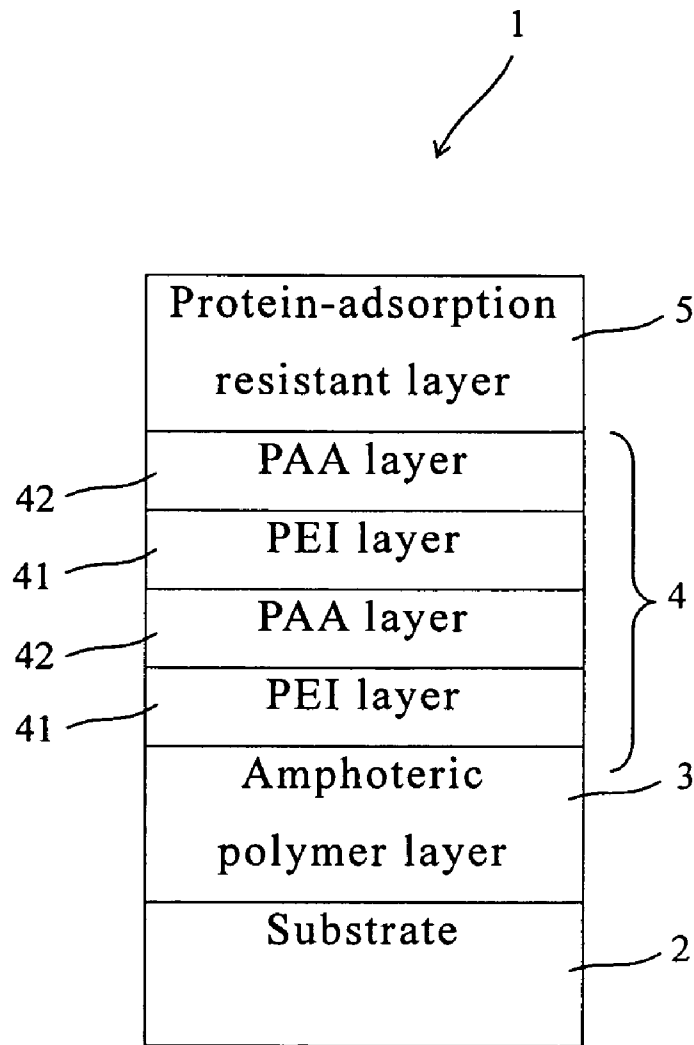 1
Protein-adsorption
resistant layer
5
PAA layer
42
PEI layer
41
4
PAA layer
42
PEI layer
41
Amphoteric
polymer layer
3
Substrate
2